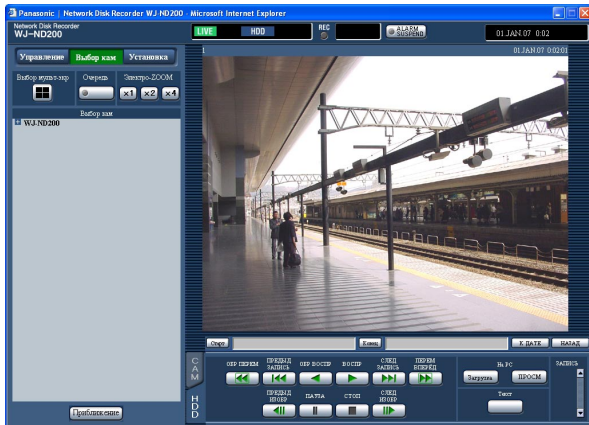 Panasonic | Network Disk Recorder WJ-ND200 - Microsoft Internet Explorer
Network Disk Recorder
WJ-ND200
LIVE HDD REC ALARM SUSPEND 01.JAN.07 0:02
Управление Выбор кам Установка
1 01.JAN.07 0:02:01
Выбор мульт-экр Очередь Электро-ZOOM
x1 x2 x4
Выбор кам
WJ-ND200
Старт Конец К ДАТЕ НАЗАД
CAM
ОБР ПЕРЕМ ПРЕДЫД ЗАПИСЬ ОБР ВОСПР ВОСПР СЛЕД ЗАПИСЬ ПЕРЕМ ВПЕРЁД
На PC
ЗАПИСЬ
Загрузка ПРОСМ
HDD
ПРЕДЫД ИЗОБР ПАУЗА СТОП СЛЕД ИЗОБР
Текст
Приближение